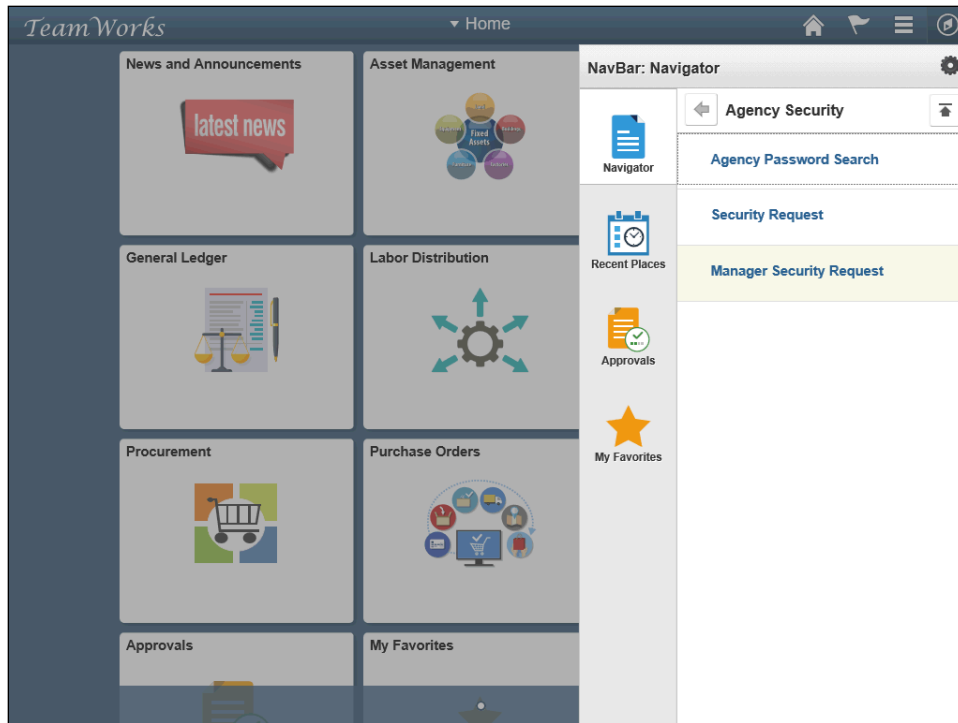 TeamWorks
Home
News and Announcements
latest news
Asset Management
Fixed
Assets
General Ledger
Labor Distribution
Procurement
Purchase Orders
Approvals
My Favorites
NavBar: Navigator
Navigator
Recent Places
Approvals
My Favorites
Agency Security
Agency Password Search
Security Request
Manager Security Request